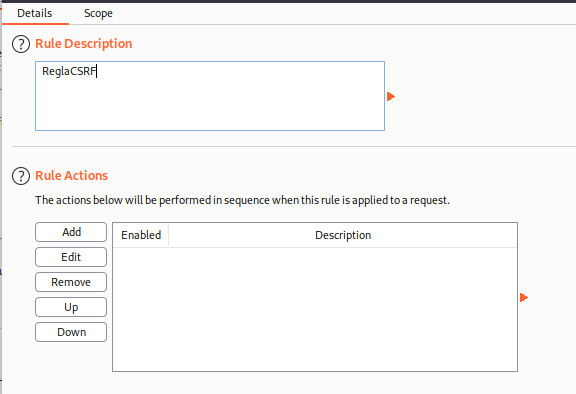 Details Scope
? Rule Description
ReglaCSRF
? Rule Actions
The actions below will be performed in sequence when this rule is applied to a request.
Add
Edit
Remove
Up
Down
Enabled Description